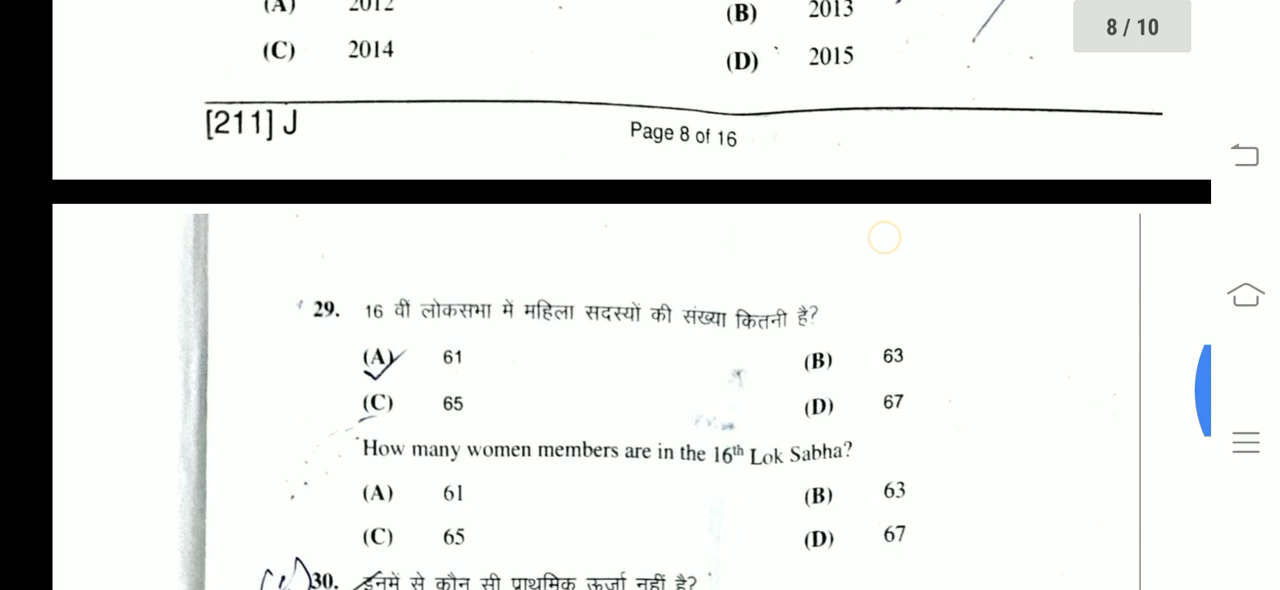 (A) 2012 (B) 2013
(C) 2014 (D) 2015
8 / 10
[211] J Page 8 of 16
29. 16 वीं लोकसभा में महिला सदस्यों की संख्या कितनी है?
(A) 61 (B) 63
(C) 65 (D) 67
How many women members are in the 16th Lok Sabha?
(A) 61 (B) 63
(C) 65 (D) 67
30. इनमें से कौन सी प्राथमिक ऊर्जा नहीं है?